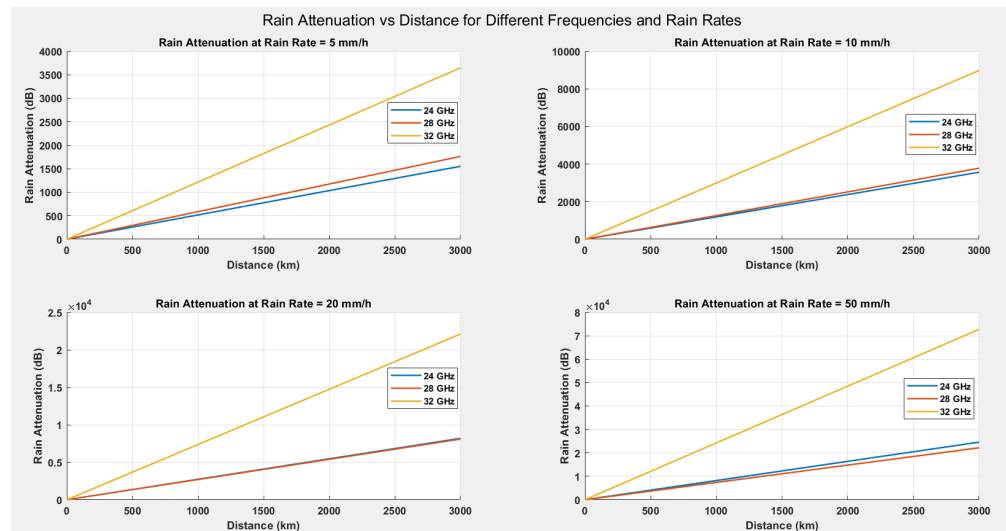 Rain Attenuation vs Distance for Different Frequencies and Rain Rates
Rain Attenuation at Rain Rate = 5 mm/h
4000
3500
3000
2500
2000
1500
1000
500
0
Rain Attenuation (dB)
24 GHz
28 GHz
32 GHz
0 500 1000 1500 2000 2500 3000
Distance (km)
Rain Attenuation at Rain Rate = 10 mm/h
10000
8000
6000
4000
2000
0
Rain Attenuation (dB)
24 GHz
28 GHz
32 GHz
0 500 1000 1500 2000 2500 3000
Distance (km)
Rain Attenuation at Rain Rate = 20 mm/h
×10⁴
2.5
2
1.5
1
0.5
0
Rain Attenuation (dB)
24 GHz
28 GHz
32 GHz
0 500 1000 1500 2000 2500 3000
Distance (km)
Rain Attenuation at Rain Rate = 50 mm/h
×10⁴
8
7
6
5
4
3
2
1
0
Rain Attenuation (dB)
24 GHz
28 GHz
32 GHz
0 500 1000 1500 2000 2500 3000
Distance (km)